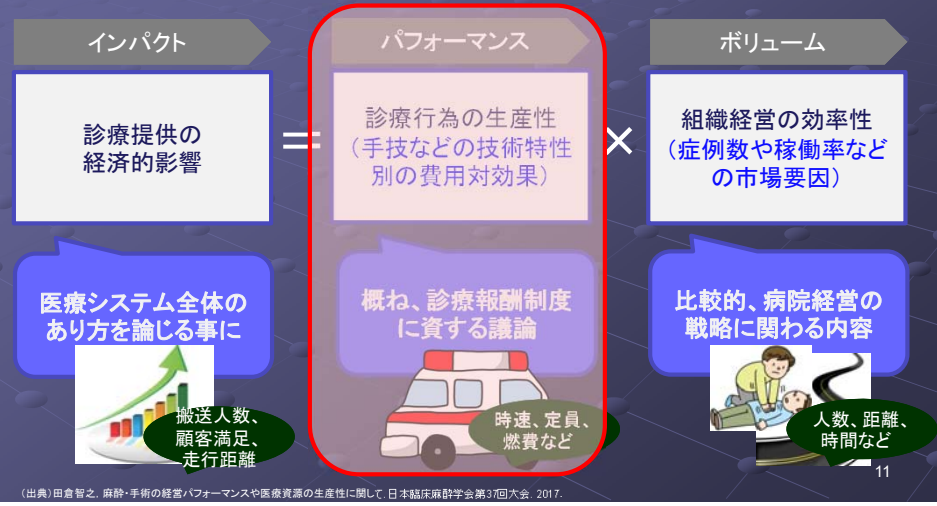 インパクト
パフォーマンス
ボリューム
診療提供の
経済的影響
＝
診療行為の生産性
（手技などの技術特性
別の費用対効果）
×
組織経営の効率性
（症例数や稼働率など
の市場要因）
医療システム全体の
あり方を論じる事に
概ね、診療報酬制度
に資する議論
比較的、病院経営の
戦略に関わる内容
搬送人数、
顧客満足、
走行距離
時速、定員、
燃費など
人数、距離、
時間など
11
（出典）田倉智之. 麻酔・手術の経営パフォーマンスや医療資源の生産性に関して. 日本臨床麻酔学会第37回大会. 2017.